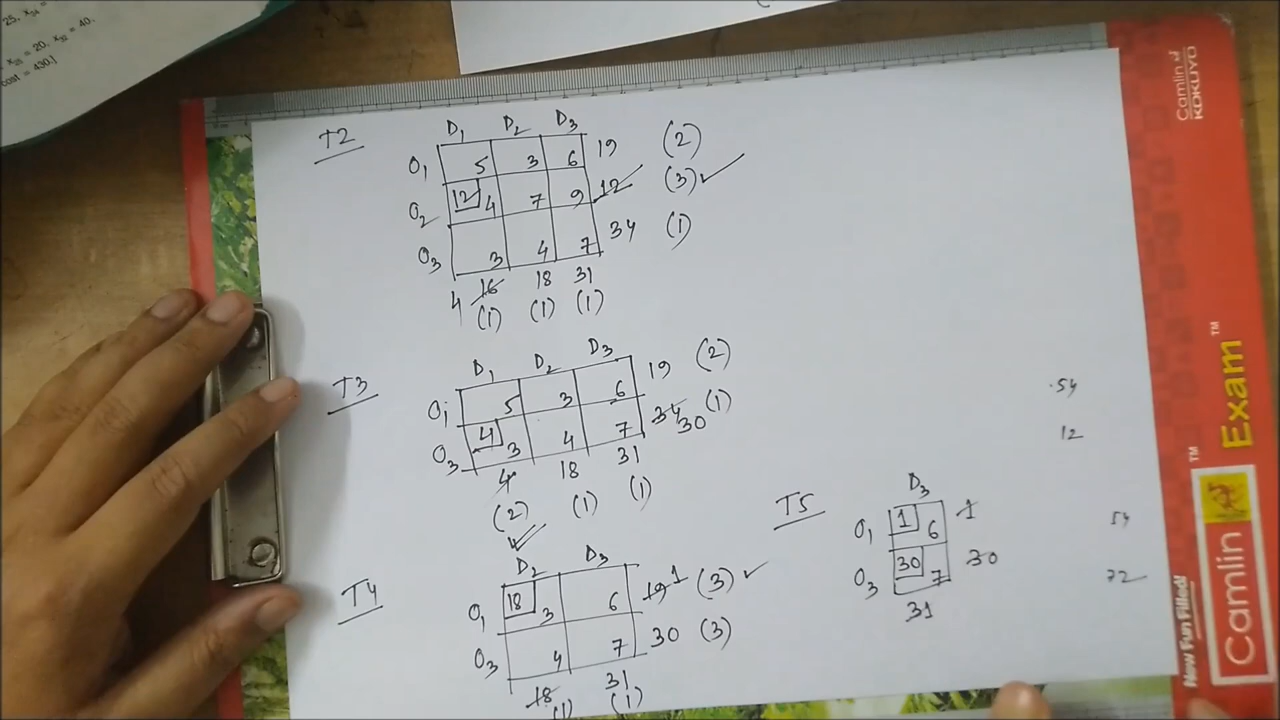 25, x₂₄ =
= 20, x₃₂ = 40.
cost = 430.]
T2
D₁ D₂ D₃
O₁ 5 3 6 19 (2)
O₂ 12 4 7 9 12 (3) ✓
O₃ 3 4 7 34 (1)
4 16 18 31
(1) (1) (1)
T3
D₁ D₂ D₃
O₁ 5 3 6 19 (2)
O₃ 4 3 4 7 34 30 (1)
4 18 31
(2) (1) (1)
T4
D₂ D₃
O₁ 18 3 6 19 1 (3) ✓
O₃ 4 7 30 (3)
18 31
(1) (1)
T5
D₃
O₁ 1 6 1
O₃ 30 7 30
31
54
12
54
72
Camlin
KOKUYO
Exam™
Camlin™
New Fun Filled!